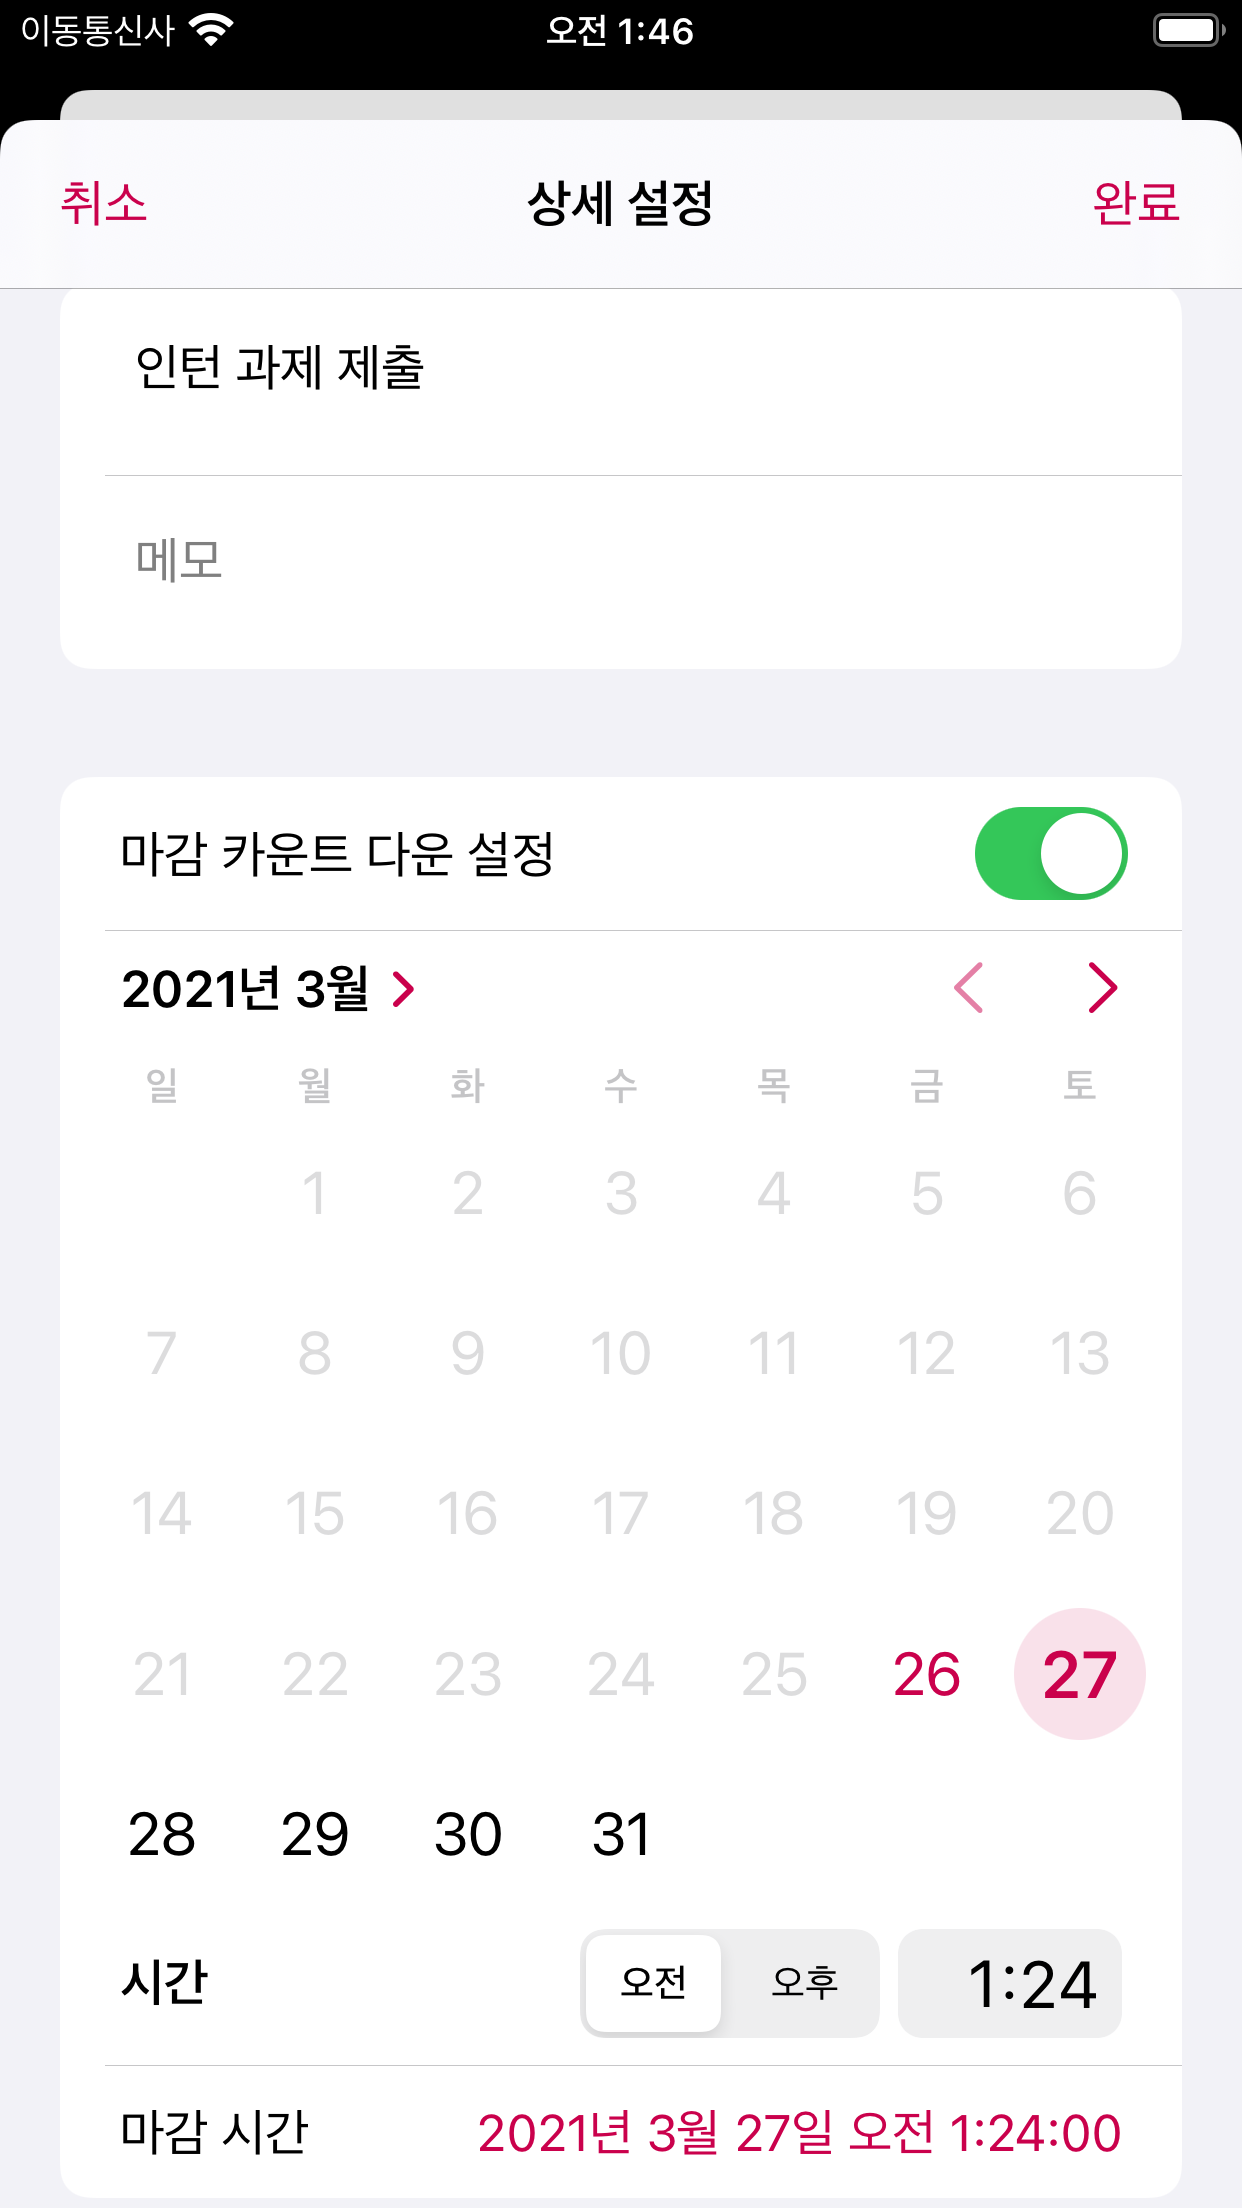 이동통신사 오전 1:46
취소 상세 설정 완료
인턴 과제 제출
메모
마감 카운트 다운 설정
2021년 3월
일 월 화 수 목 금 토
1 2 3 4 5 6
7 8 9 10 11 12 13
14 15 16 17 18 19 20
21 22 23 24 25 26 27
28 29 30 31
시간 오전 오후 1:24
마감 시간 2021년 3월 27일 오전 1:24:00